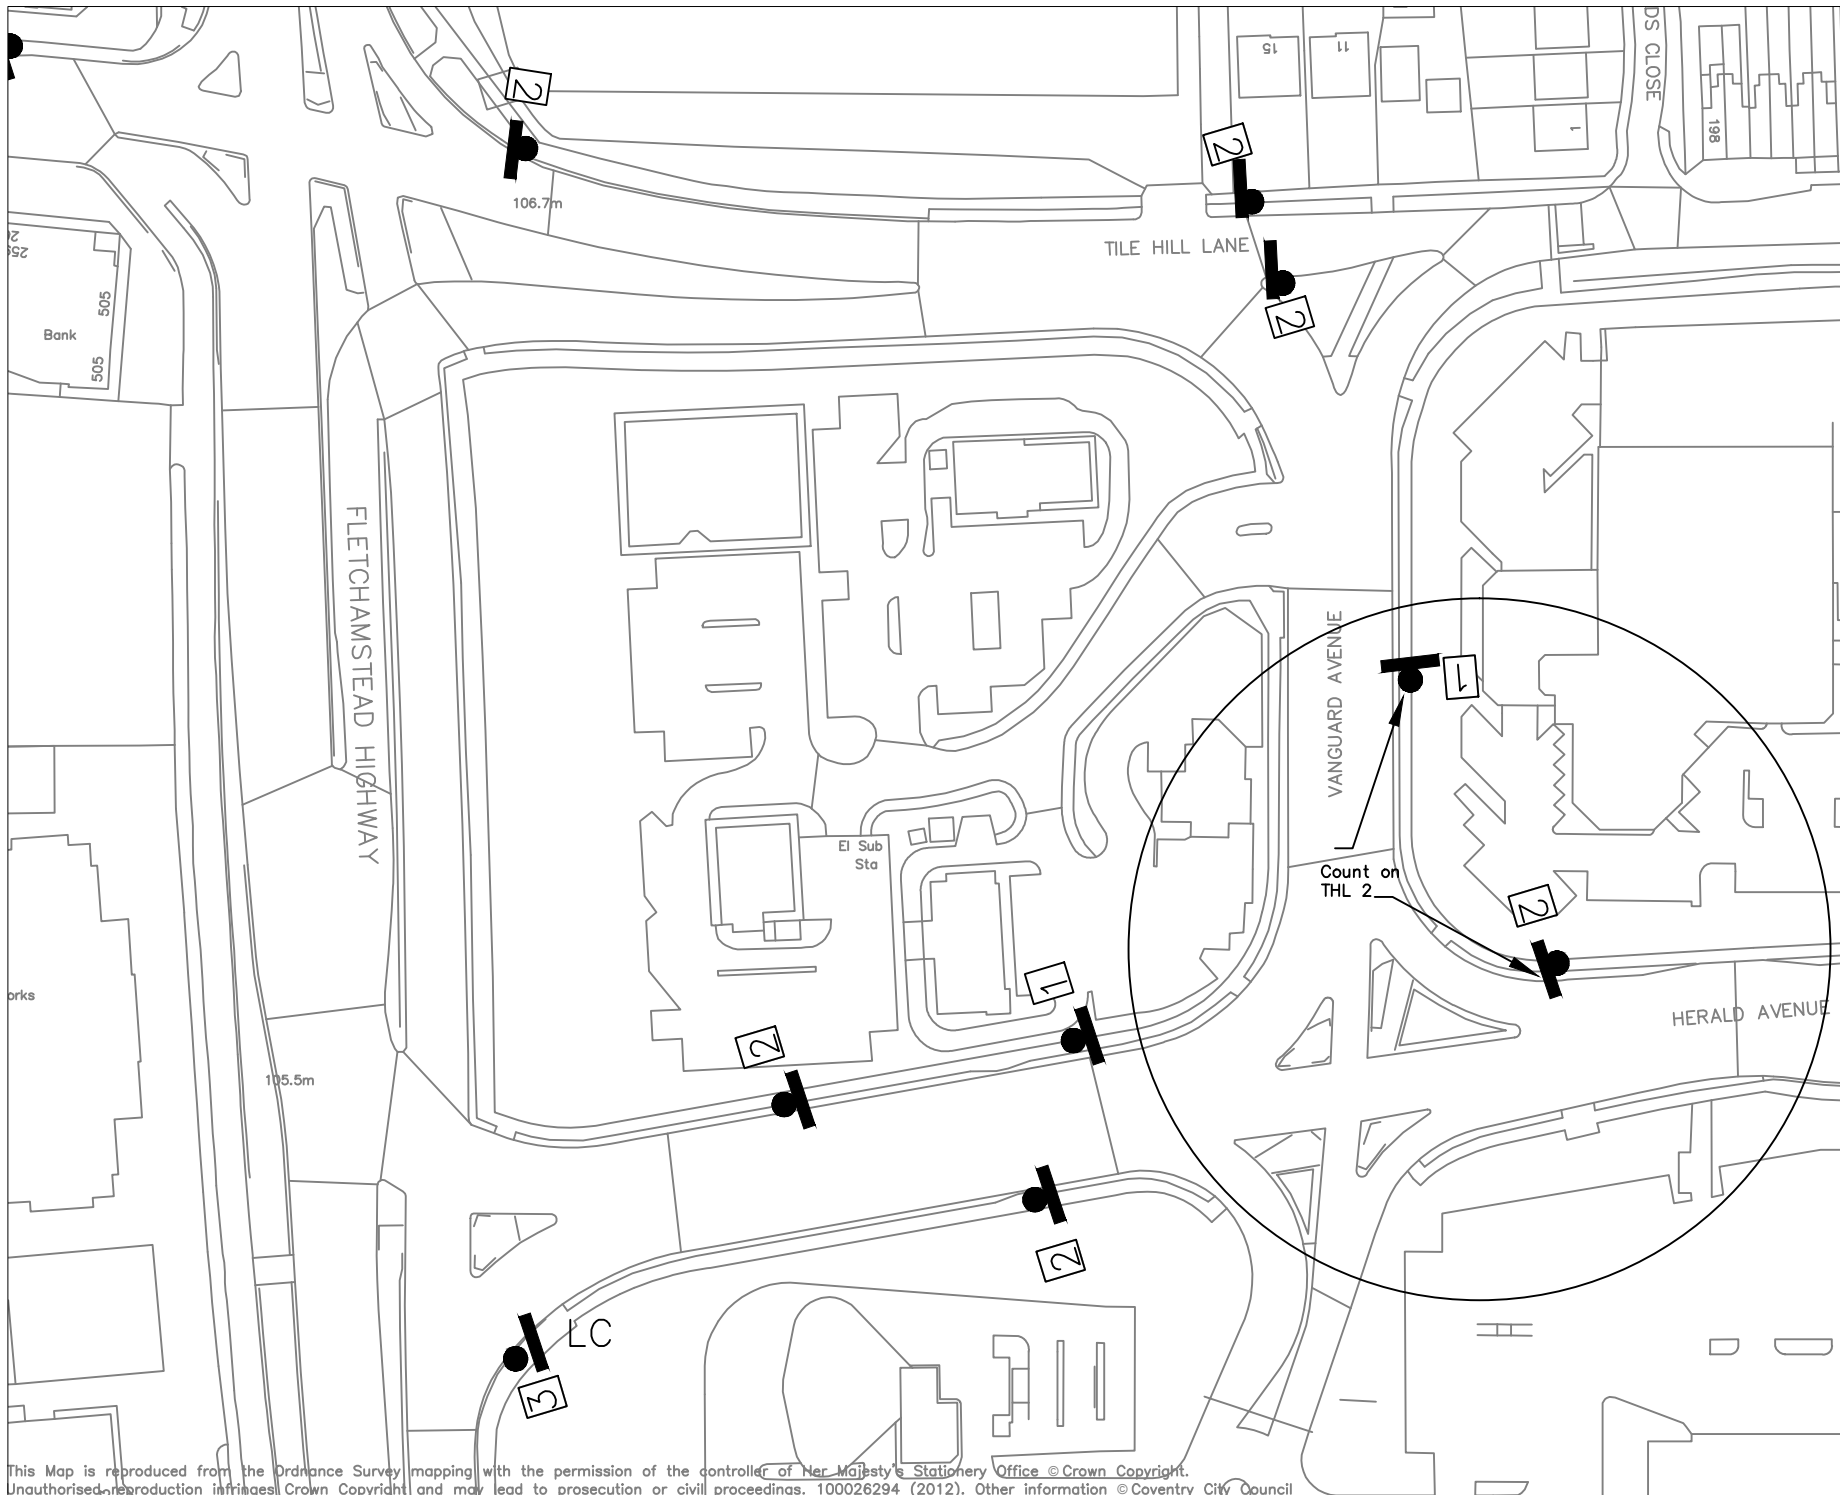 2
2
15
11
1
DS CLOSE
198
106.7m
TILE HILL LANE
2
505
Bank
505
FLETCHAMSTEAD HIGHWAY
VANGUARD AVENUE
1
El Sub
Sta
Count on
THL 2
2
1
orks
HERALD AVENUE
2
105.5m
2
LC
3
This Map is reproduced from the Ordnance Survey mapping with the permission of the controller of Her Majesty's Stationery Office © Crown Copyright.
Unauthorised reproduction infringes Crown Copyright and may lead to prosecution or civil proceedings. 100026294 (2012). Other information © Coventry City Council